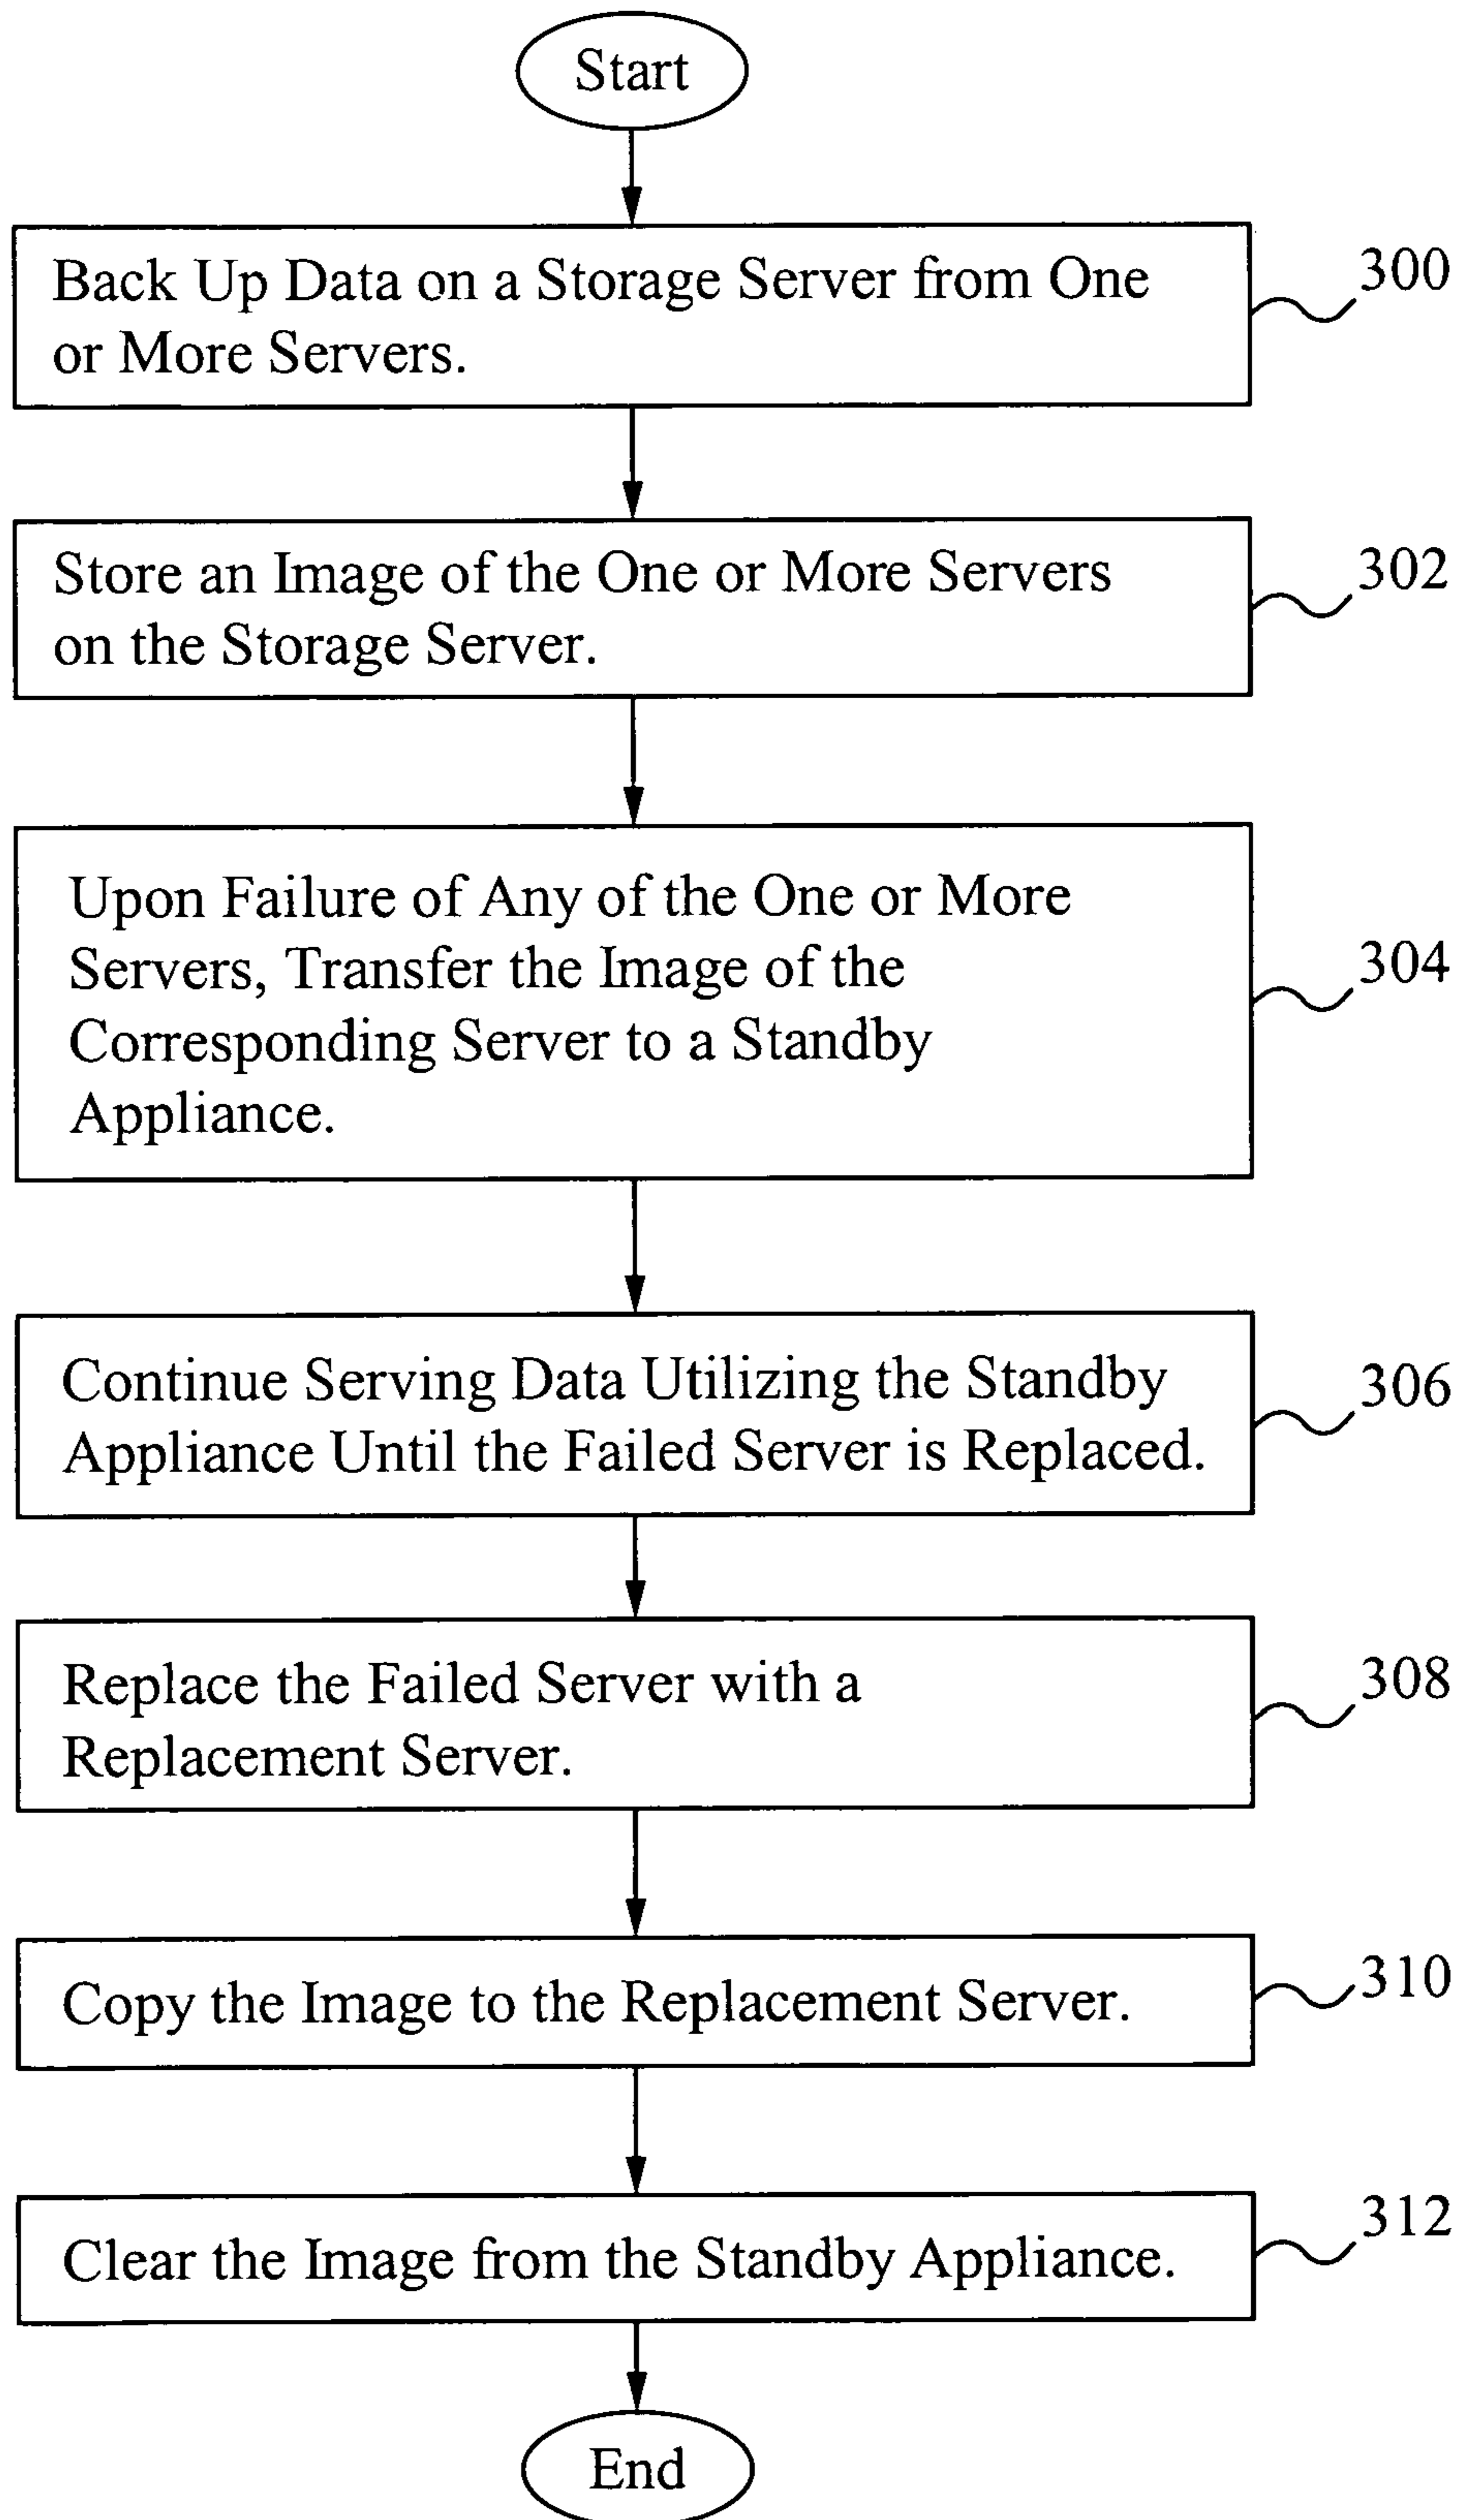 Start
Back Up Data on a Storage Server from One
or More Servers.
300
Store an Image of the One or More Servers
on the Storage Server.
302
Upon Failure of Any of the One or More
Servers, Transfer the Image of the
Corresponding Server to a Standby
Appliance.
304
Continue Serving Data Utilizing the Standby
Appliance Until the Failed Server is Replaced.
306
Replace the Failed Server with a
Replacement Server.
308
Copy the Image to the Replacement Server.
310
Clear the Image from the Standby Appliance.
312
End